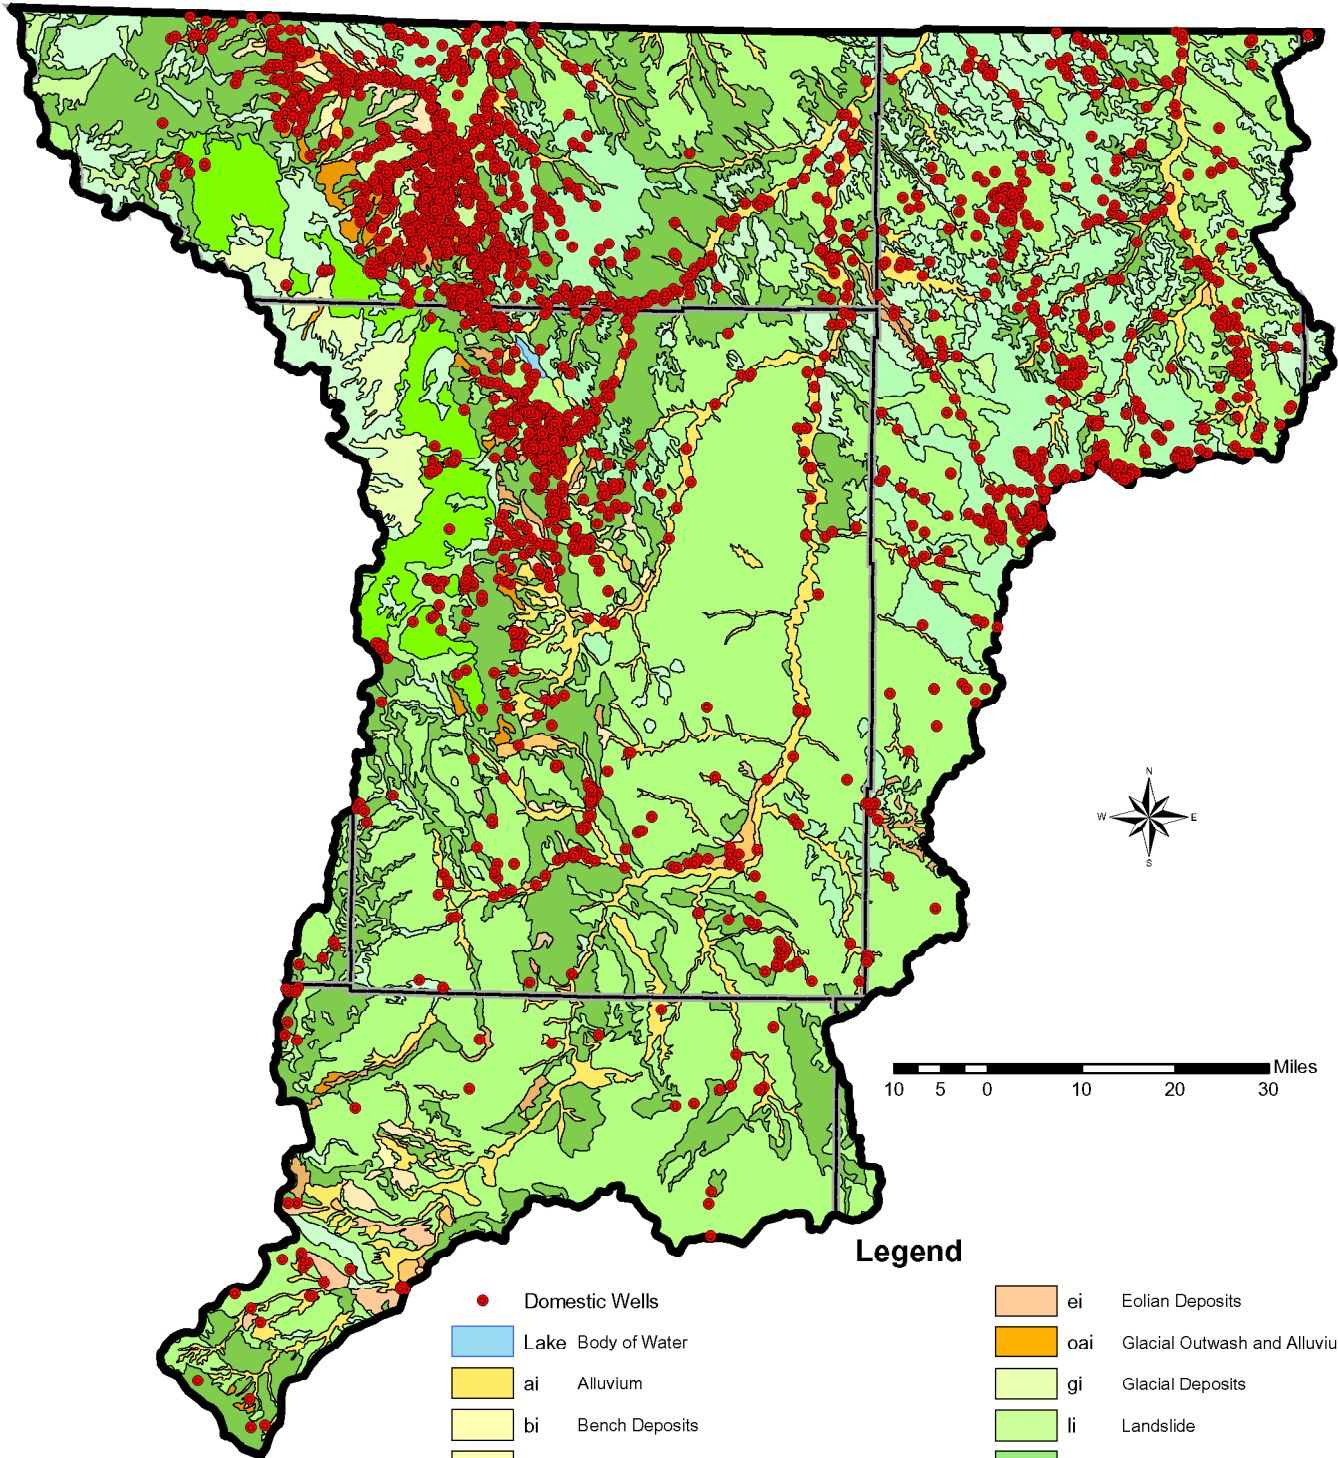 N
W E
S
Miles
10 5 0 10 20 30
Legend
Domestic Wells
Lake Body of Water
ai Alluvium
bi Bench Deposits
ei Eolian Deposits
oai Glacial Outwash and Alluviu
gi Glacial Deposits
li Landslide